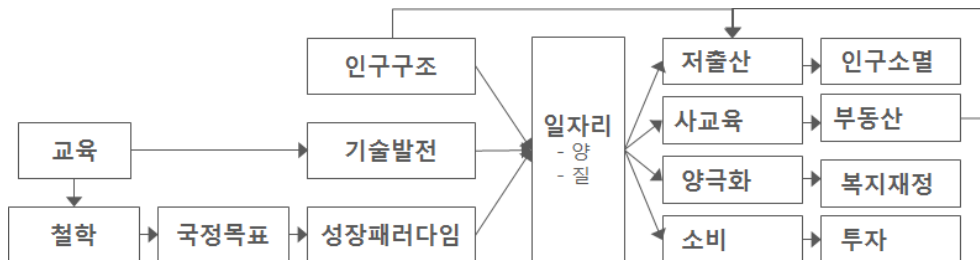 인구구조
저출산
인구소멸
일자리
- 양
- 질
사교육
부동산
교육
기술발전
양극화
복지재정
철학
국정목표
성장패러다임
소비
투자